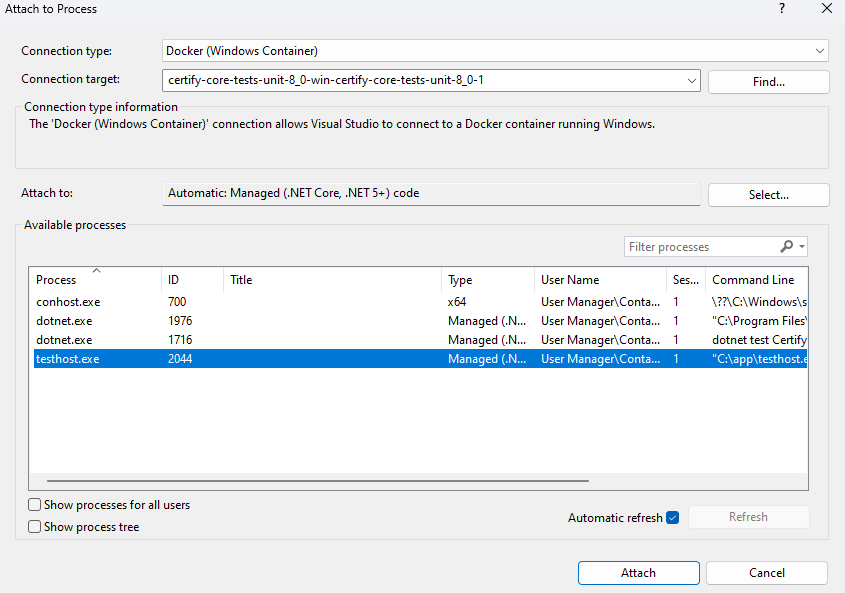 Attach to Process ?
Connection type: Docker (Windows Container)
Connection target: certify-core-tests-unit-8_0-win-certify-core-tests-unit-8_0-1 Find...
Connection type information
The 'Docker (Windows Container)' connection allows Visual Studio to connect to a Docker container running Windows.
Attach to: Automatic: Managed (.NET Core, .NET 5+) code Select...
Available processes
Filter processes
Process ID Title Type User Name Ses... Command Line
conhost.exe 700 x64 User Manager\Conta... 1 \??\C:\Windows\s
dotnet.exe 1976 Managed (.N... User Manager\Conta... 1 "C:\Program Files\
dotnet.exe 1716 Managed (.N... User Manager\Conta... 1 dotnet test Certify
testhost.exe 2044 Managed (.N... User Manager\Conta... 1 "C:\app\testhost.e
Show processes for all users
Automatic refresh Refresh
Show process tree
Attach Cancel